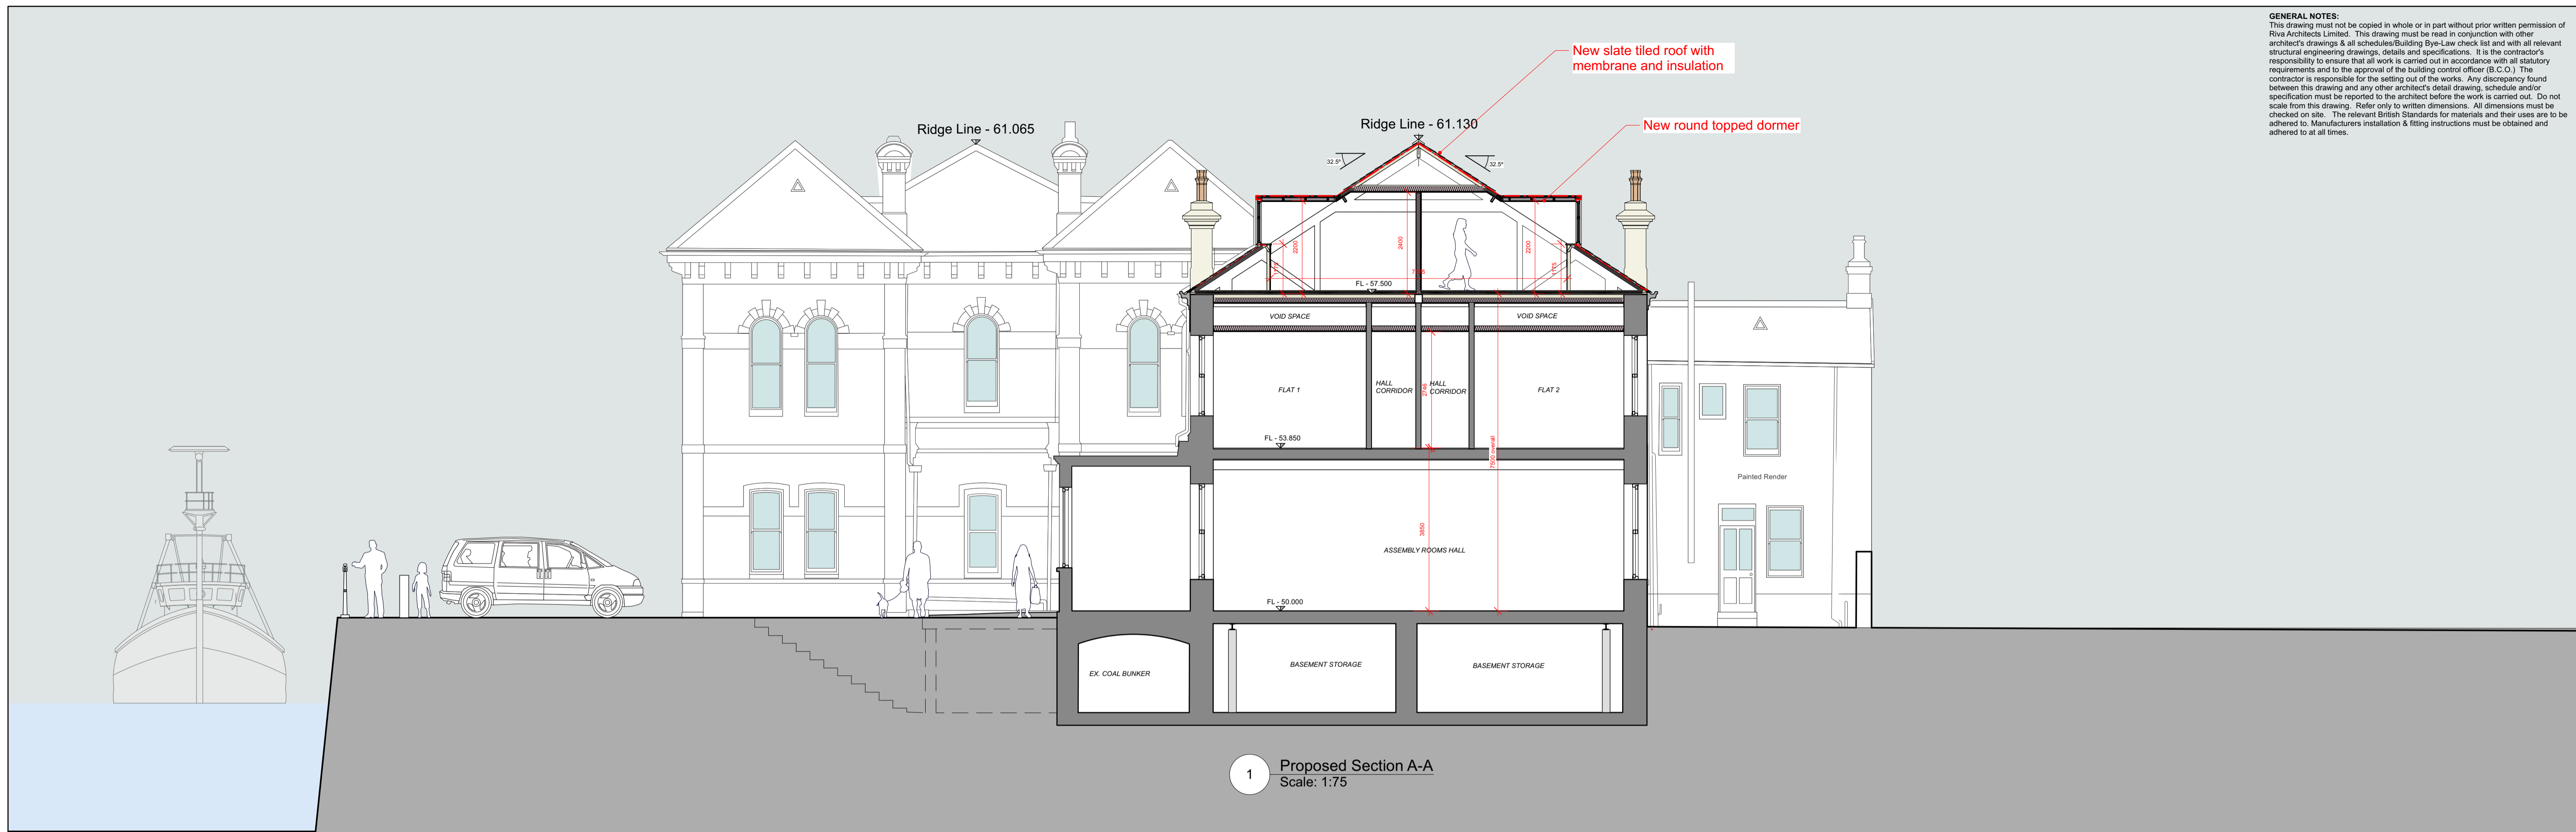 GENERAL NOTES:
This drawing must not be copied in whole or in part without prior written permission of
Riva Architects Limited. This drawing must be read in conjunction with other
architect's drawings & all schedules/Building Bye-Law check list and with all relevant
structural engineering drawings, details and specifications. It is the contractor's
responsibility to ensure that all work is carried out in accordance with all statutory
requirements and to the approval of the building control officer (B.C.O.) The
contractor is responsible for the setting out of the works. Any discrepancy found
between this drawing and any other architect's detail drawing, schedule and/or
specification must be reported to the architect before the work is carried out. Do not
scale from this drawing. Refer only to written dimensions. All dimensions must be
checked on site. The relevant British Standards for materials and their uses are to be
adhered to. Manufacturers installation & fitting instructions must be obtained and
adhered to at all times.
New slate tiled roof with
membrane and insulation
Ridge Line - 61.065
Ridge Line - 61.130
New round topped dormer
32.5°
32.5°
2200
2400
2200
FL - 57.500
VOID SPACE
VOID SPACE
FLAT 1
HALL
CORRIDOR
2746
HALL
CORRIDOR
FLAT 2
FL - 53.850
7500 overall
Painted Render
3850
ASSEMBLY ROOMS HALL
FL - 50.000
EX. COAL BUNKER
BASEMENT STORAGE
BASEMENT STORAGE
1
Proposed Section A-A
Scale: 1:75